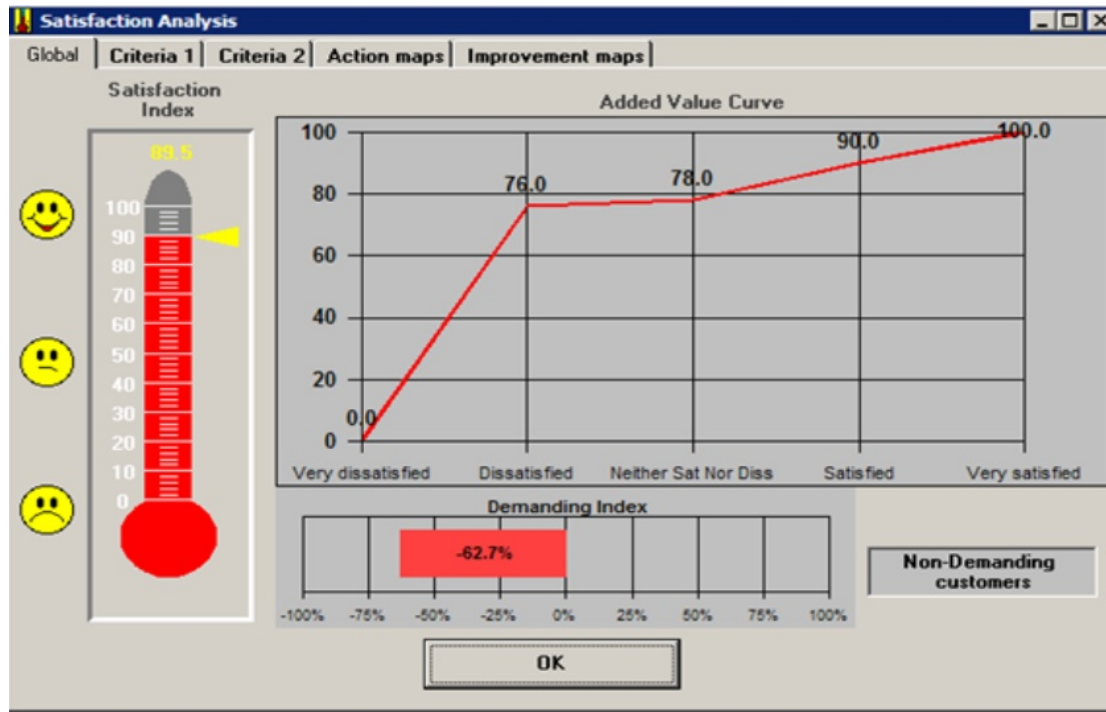 Satisfaction Analysis
Global Criteria 1 Criteria 2 Action maps Improvement maps
Satisfaction
Index
89.5
100
90
80
70
60
50
40
30
20
10
0
Added Value Curve
100
80
60
40
20
0
0.0
76.0
78.0
90.0
100.0
Very dissatisfied Dissatisfied Neither Sat Nor Diss Satisfied Very satisfied
Demanding Index
-62.7%
-100% -75% -50% -25% 0% 25% 50% 75% 100%
Non-Demanding
customers
OK